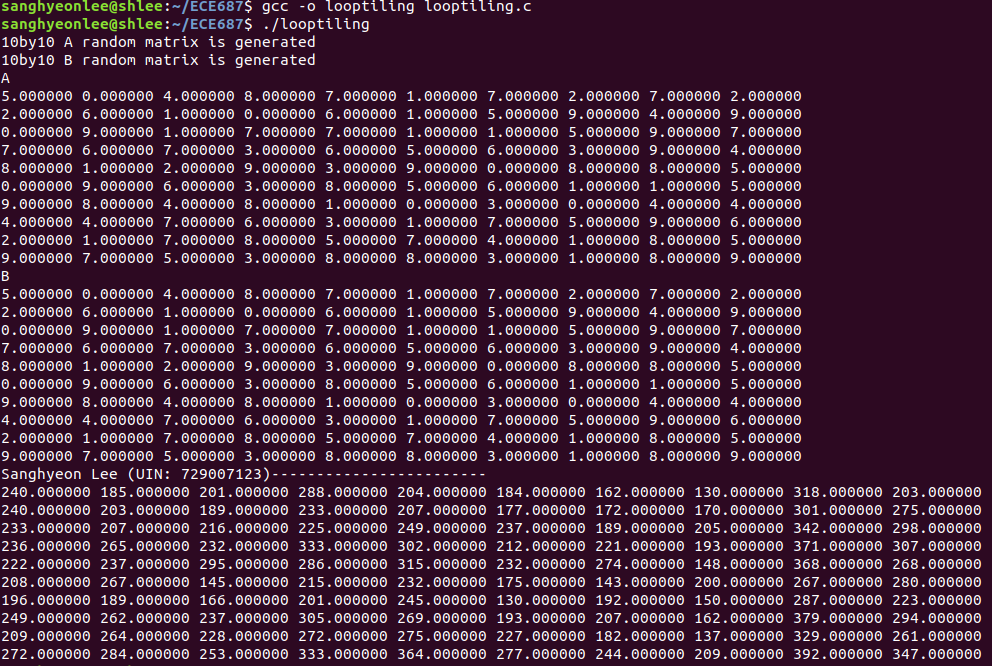 sanghyeonlee@shlee:~/ECE687$ gcc -o looptiling looptiling.c
sanghyeonlee@shlee:~/ECE687$ ./looptiling
10by10 A random matrix is generated
10by10 B random matrix is generated
A
5.000000 0.000000 4.000000 8.000000 7.000000 1.000000 7.000000 2.000000 7.000000 2.000000
2.000000 6.000000 1.000000 0.000000 6.000000 1.000000 5.000000 9.000000 4.000000 9.000000
0.000000 9.000000 1.000000 7.000000 7.000000 1.000000 1.000000 5.000000 9.000000 7.000000
7.000000 6.000000 7.000000 3.000000 6.000000 5.000000 6.000000 3.000000 9.000000 4.000000
8.000000 1.000000 2.000000 9.000000 3.000000 9.000000 0.000000 8.000000 8.000000 5.000000
0.000000 9.000000 6.000000 3.000000 8.000000 5.000000 6.000000 1.000000 1.000000 5.000000
9.000000 8.000000 4.000000 8.000000 1.000000 0.000000 3.000000 0.000000 4.000000 4.000000
4.000000 4.000000 7.000000 6.000000 3.000000 1.000000 7.000000 5.000000 9.000000 6.000000
2.000000 1.000000 7.000000 8.000000 5.000000 7.000000 4.000000 1.000000 8.000000 5.000000
9.000000 7.000000 5.000000 3.000000 8.000000 8.000000 3.000000 1.000000 8.000000 9.000000
B
5.000000 0.000000 4.000000 8.000000 7.000000 1.000000 7.000000 2.000000 7.000000 2.000000
2.000000 6.000000 1.000000 0.000000 6.000000 1.000000 5.000000 9.000000 4.000000 9.000000
0.000000 9.000000 1.000000 7.000000 7.000000 1.000000 1.000000 5.000000 9.000000 7.000000
7.000000 6.000000 7.000000 3.000000 6.000000 5.000000 6.000000 3.000000 9.000000 4.000000
8.000000 1.000000 2.000000 9.000000 3.000000 9.000000 0.000000 8.000000 8.000000 5.000000
0.000000 9.000000 6.000000 3.000000 8.000000 5.000000 6.000000 1.000000 1.000000 5.000000
9.000000 8.000000 4.000000 8.000000 1.000000 0.000000 3.000000 0.000000 4.000000 4.000000
4.000000 4.000000 7.000000 6.000000 3.000000 1.000000 7.000000 5.000000 9.000000 6.000000
2.000000 1.000000 7.000000 8.000000 5.000000 7.000000 4.000000 1.000000 8.000000 5.000000
9.000000 7.000000 5.000000 3.000000 8.000000 8.000000 3.000000 1.000000 8.000000 9.000000
Sanghyeon Lee (UIN: 729007123)------------------------
240.000000 185.000000 201.000000 288.000000 204.000000 184.000000 162.000000 130.000000 318.000000 203.000000
240.000000 203.000000 189.000000 233.000000 207.000000 177.000000 172.000000 170.000000 301.000000 275.000000
233.000000 207.000000 216.000000 225.000000 249.000000 237.000000 189.000000 205.000000 342.000000 298.000000
236.000000 265.000000 232.000000 333.000000 302.000000 212.000000 221.000000 193.000000 371.000000 307.000000
222.000000 237.000000 295.000000 286.000000 315.000000 232.000000 274.000000 148.000000 368.000000 268.000000
208.000000 267.000000 145.000000 215.000000 232.000000 175.000000 143.000000 200.000000 267.000000 280.000000
196.000000 189.000000 166.000000 201.000000 245.000000 130.000000 192.000000 150.000000 287.000000 223.000000
249.000000 262.000000 237.000000 305.000000 269.000000 193.000000 207.000000 162.000000 379.000000 294.000000
209.000000 264.000000 228.000000 272.000000 275.000000 227.000000 182.000000 137.000000 329.000000 261.000000
272.000000 284.000000 253.000000 333.000000 364.000000 277.000000 244.000000 209.000000 392.000000 347.000000